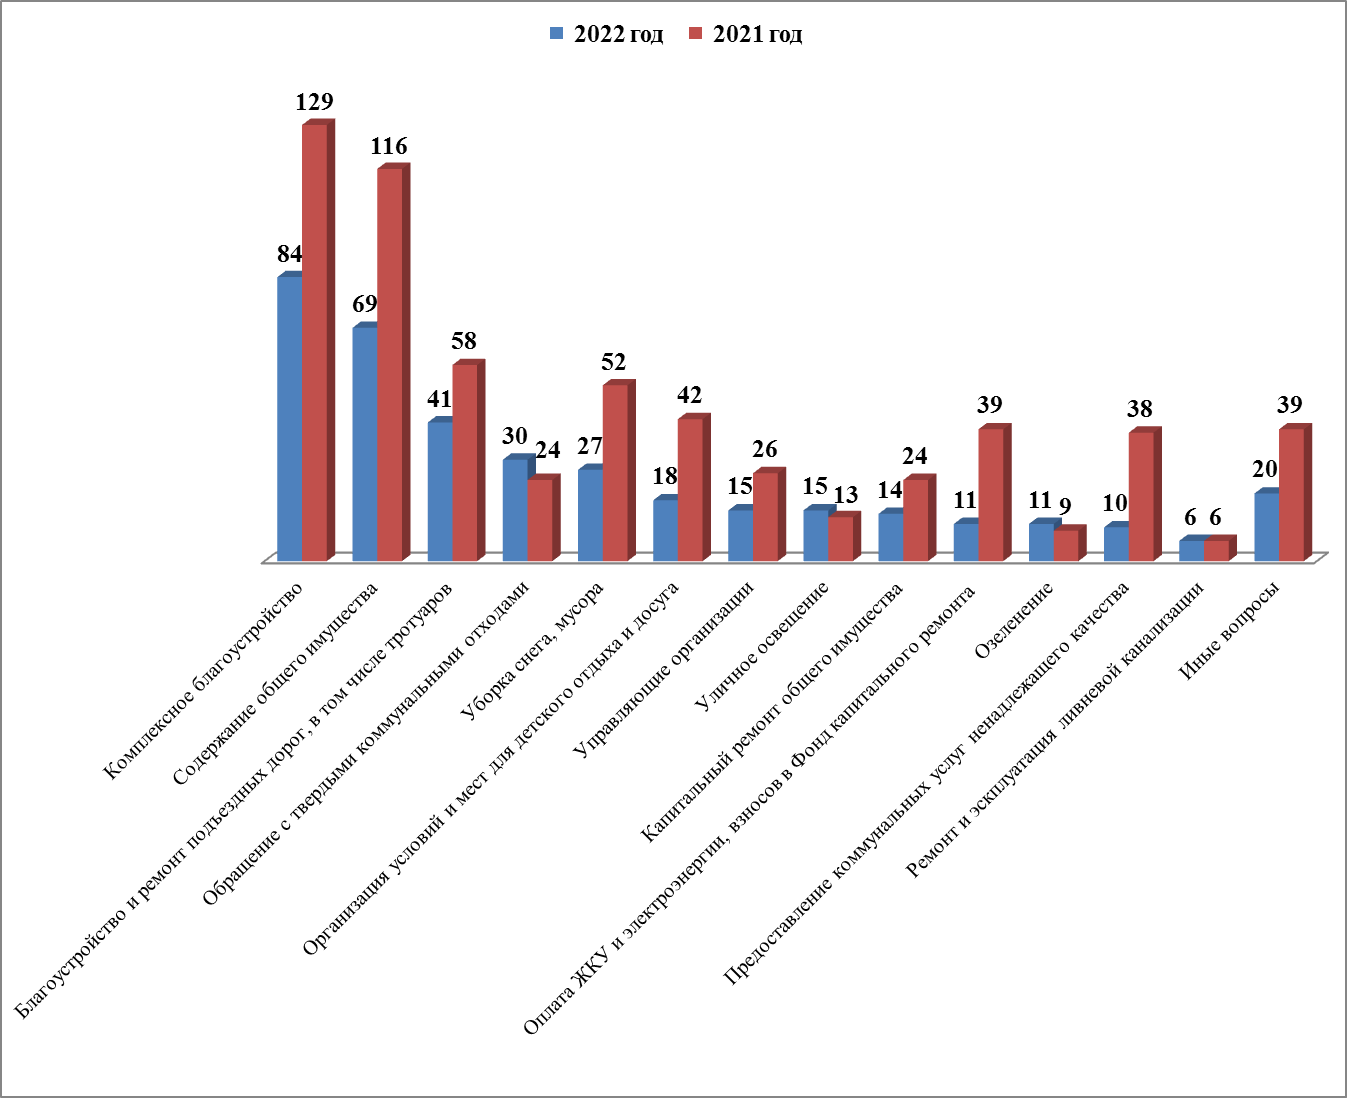 2022 год 2021 год
129
116
84
69
58
41
30
24
27
52
18
42
15
26
15
13
14
24
11
39
11
9
10
38
6
6
20
39
Комплексное благоустройство
Содержание общего имущества
Благоустройство и ремонт подъездных дорог, в том числе тротуаров
Обращение с твердыми коммунальными отходами
Уборка снега, мусора
Организация условий и мест для детского отдыха и досуга
Управляющие организации
Уличное освещение
Капитальный ремонт общего имущества
Оплата ЖКУ и электроэнергии, взносов в Фонд капитального ремонта
Озеленение
Предоставление коммунальных услуг ненадлежащего качества
Ремонт и эскплуатация ливневой канализации
Иные вопросы